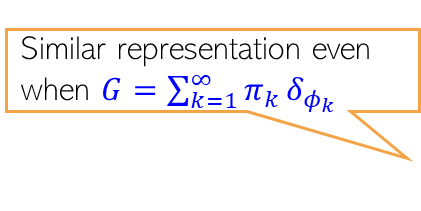 Similar representation even
when G = ∑_{k=1}^{∞} π_k δ_{ϕ_k}